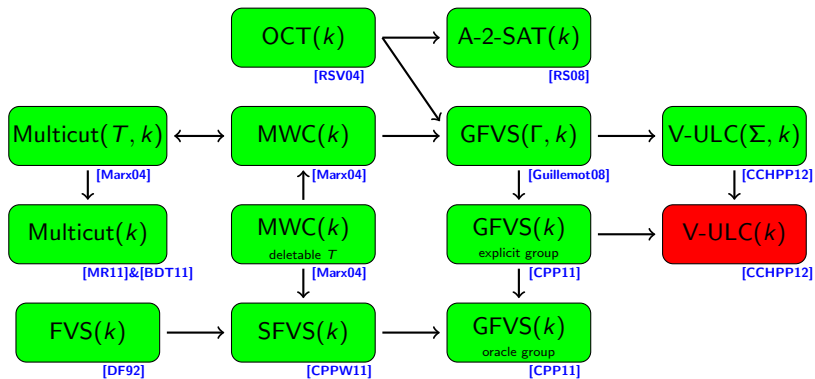 OCT(k)
A-2-SAT(k)
[RSV04]
[RS08]
Multicut(T, k)
MWC(k)
GFVS(Γ, k)
V-ULC(Σ, k)
[Marx04]
[Marx04]
[Guillemot08]
[CCHPP12]
Multicut(k)
MWC(k)
deletable T
GFVS(k)
explicit group
V-ULC(k)
[MR11]&[BDT11]
[Marx04]
[CPP11]
[CCHPP12]
FVS(k)
SFVS(k)
GFVS(k)
oracle group
[DF92]
[CPPW11]
[CPP11]